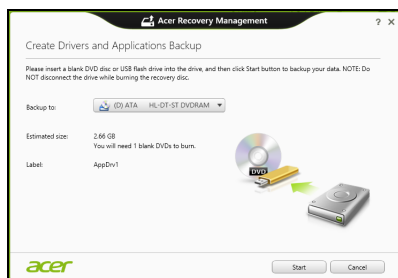 Acer Recovery Management
? ×
Create Drivers and Applications Backup
Please insert a blank DVD disc or USB flash drive into the drive, and then click Start button to backup your data. NOTE: Do
NOT disconnect the drive while burning the recovery disc.
Backup to: (D) ATA HL-DT-ST DVDRAM
Estimated size: 2.66 GB
You will need 1 blank DVDs to burn.
Label: AppDrv1
DVD
acer Start Cancel